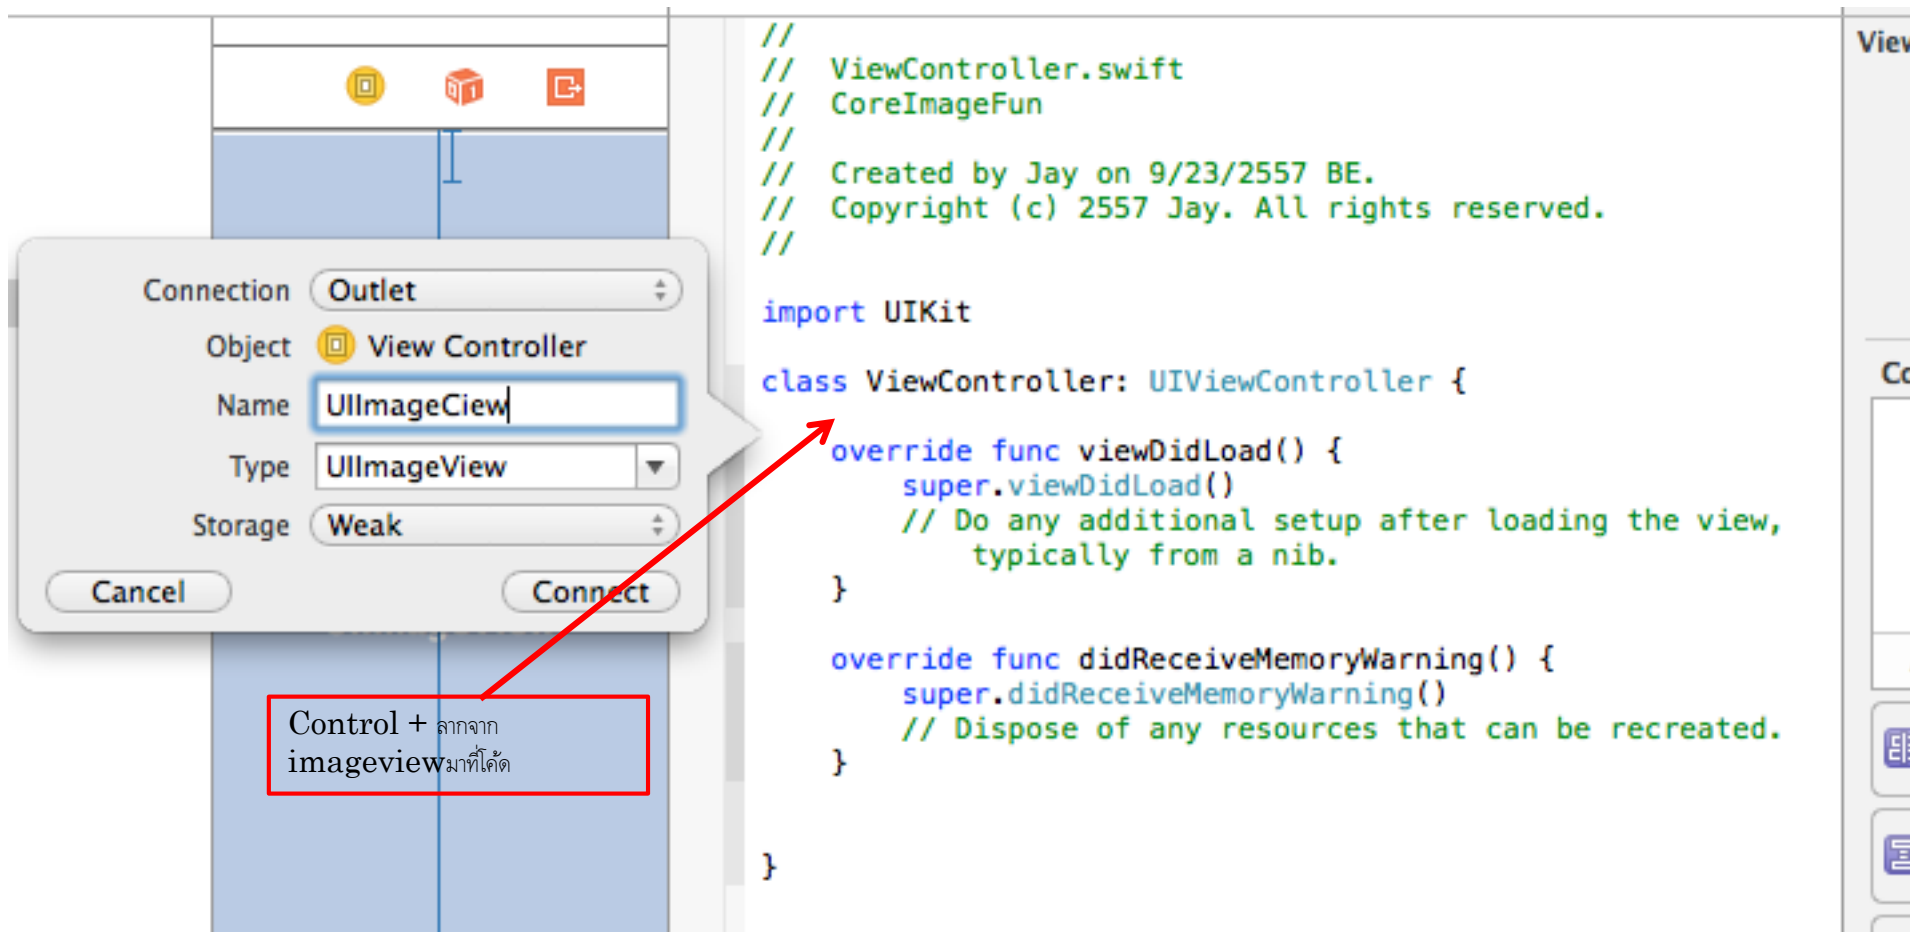 Connection Outlet
Object View Controller
Name UIImageCiew
Type UIImageView
Storage Weak
Cancel Connect
Control + ลากจาก
imageviewมาที่โค้ด
//
// ViewController.swift
// CoreImageFun
//
// Created by Jay on 9/23/2557 BE.
// Copyright (c) 2557 Jay. All rights reserved.
//
import UIKit
class ViewController: UIViewController {
override func viewDidLoad() {
super.viewDidLoad()
// Do any additional setup after loading the view,
typically from a nib.
}
override func didReceiveMemoryWarning() {
super.didReceiveMemoryWarning()
// Dispose of any resources that can be recreated.
}
}